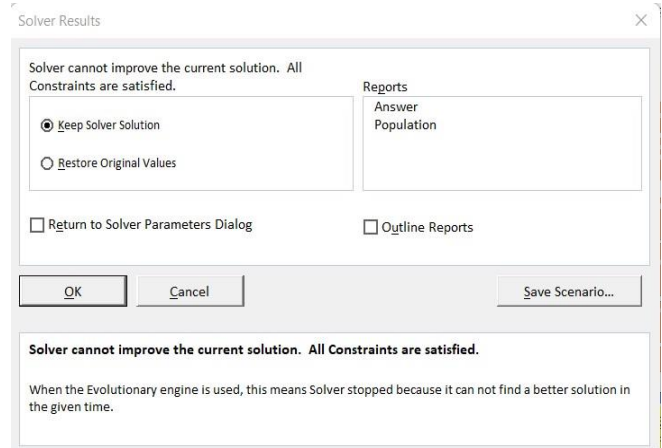 Solver Results
Solver cannot improve the current solution. All
Constraints are satisfied.
Reports
Answer
Population
Keep Solver Solution
Restore Original Values
Return to Solver Parameters Dialog
Outline Reports
OK
Cancel
Save Scenario...
Solver cannot improve the current solution. All Constraints are satisfied.
When the Evolutionary engine is used, this means Solver stopped because it can not find a better solution in
the given time.